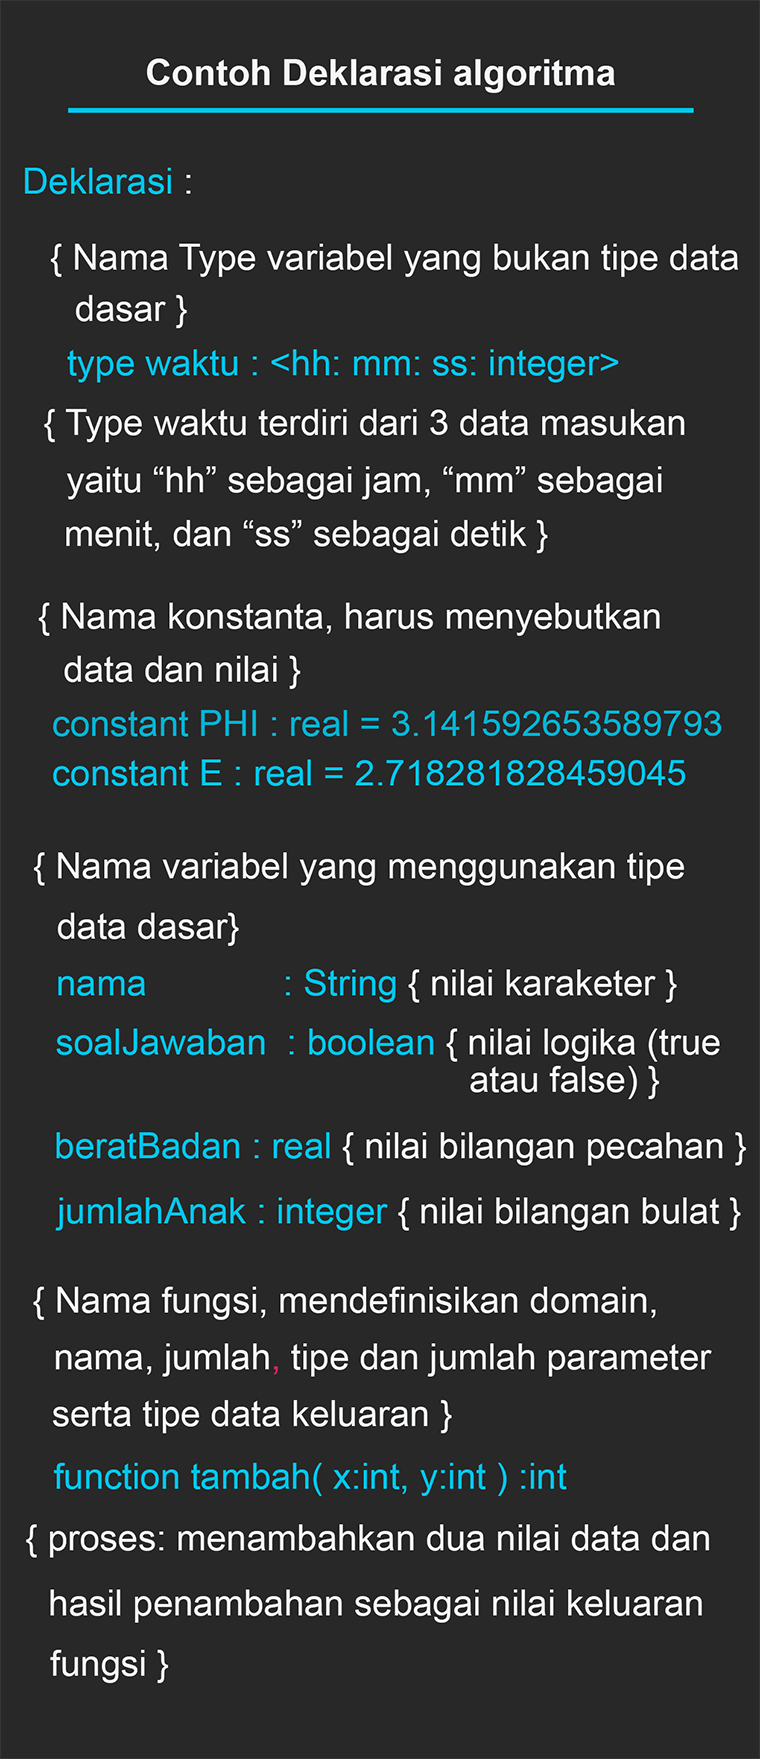 Contoh Deklarasi algoritma
Deklarasi :
{ Nama Type variabel yang bukan tipe data
dasar }
type waktu : <hh: mm: ss: integer>
{ Type waktu terdiri dari 3 data masukan
yaitu “hh” sebagai jam, “mm” sebagai
menit, dan “ss” sebagai detik }
{ Nama konstanta, harus menyebutkan
data dan nilai }
constant PHI : real = 3.141592653589793
constant E : real = 2.718281828459045
{ Nama variabel yang menggunakan tipe
data dasar}
nama : String { nilai karaketer }
soalJawaban : boolean { nilai logika (true
atau false) }
beratBadan : real { nilai bilangan pecahan }
jumlahAnak : integer { nilai bilangan bulat }
{ Nama fungsi, mendefinisikan domain,
nama, jumlah, tipe dan jumlah parameter
serta tipe data keluaran }
function tambah( x:int, y:int ) :int
{ proses: menambahkan dua nilai data dan
hasil penambahan sebagai nilai keluaran
fungsi }